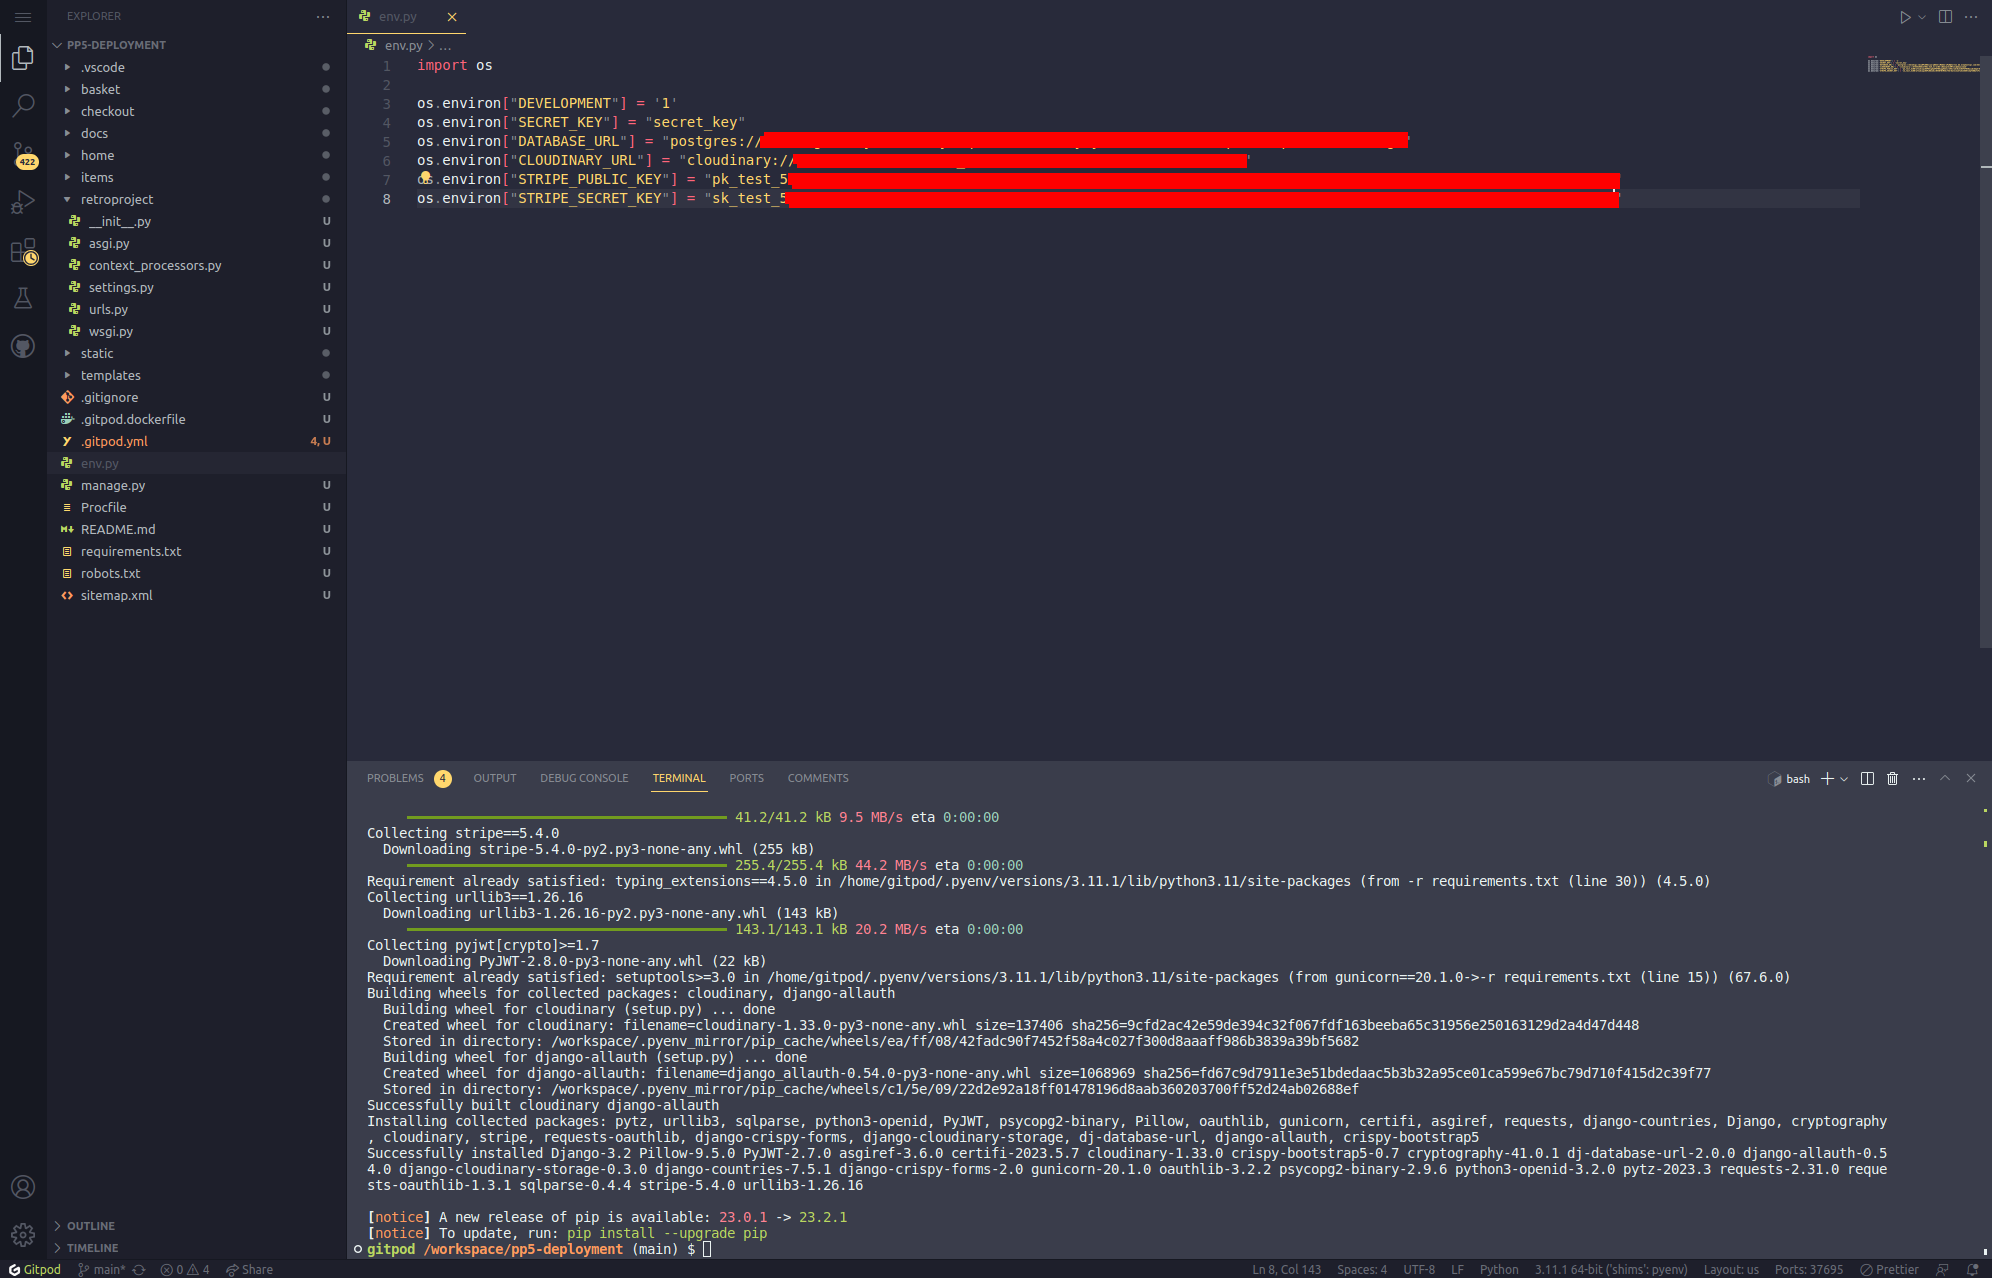 EXPLORER
PP5-DEPLOYMENT
.vscode
basket
checkout
docs
home
items
retroproject
__init__.py U
asgi.py U
context_processors.py U
settings.py U
urls.py U
wsgi.py U
static
templates
.gitignore U
.gitpod.dockerfile U
.gitpod.yml 4, U
env.py
manage.py U
Procfile U
README.md U
requirements.txt U
robots.txt U
sitemap.xml U
OUTLINE
TIMELINE
422
env.py
env.py > ...
1 import os
2
3 os.environ["DEVELOPMENT"] = '1'
4 os.environ["SECRET_KEY"] = "secret_key"
5 os.environ["DATABASE_URL"] = "postgres://
6 os.environ["CLOUDINARY_URL"] = "cloudinary://
7 os.environ["STRIPE_PUBLIC_KEY"] = "pk_test_5
8 os.environ["STRIPE_SECRET_KEY"] = "sk_test_5
PROBLEMS 4 OUTPUT DEBUG CONSOLE TERMINAL PORTS COMMENTS
bash
41.2/41.2 kB 9.5 MB/s eta 0:00:00
Collecting stripe==5.4.0
Downloading stripe-5.4.0-py2.py3-none-any.whl (255 kB)
255.4/255.4 kB 44.2 MB/s eta 0:00:00
Requirement already satisfied: typing_extensions==4.5.0 in /home/gitpod/.pyenv/versions/3.11.1/lib/python3.11/site-packages (from -r requirements.txt (line 30)) (4.5.0)
Collecting urllib3==1.26.16
Downloading urllib3-1.26.16-py2.py3-none-any.whl (143 kB)
143.1/143.1 kB 20.2 MB/s eta 0:00:00
Collecting pyjwt[crypto]>=1.7
Downloading PyJWT-2.8.0-py3-none-any.whl (22 kB)
Requirement already satisfied: setuptools>=3.0 in /home/gitpod/.pyenv/versions/3.11.1/lib/python3.11/site-packages (from gunicorn==20.1.0->-r requirements.txt (line 15)) (67.6.0)
Building wheels for collected packages: cloudinary, django-allauth
Building wheel for cloudinary (setup.py) ... done
Created wheel for cloudinary: filename=cloudinary-1.33.0-py3-none-any.whl size=137406 sha256=9cfd2ac42e59de394c32f067fdf163beeba65c31956e250163129d2a4d47d448
Stored in directory: /workspace/.pyenv_mirror/pip_cache/wheels/ea/ff/08/42fadc90f7452f58a4c027f300d8aaaff986b3839a39bf5682
Building wheel for django-allauth (setup.py) ... done
Created wheel for django-allauth: filename=django_allauth-0.54.0-py3-none-any.whl size=1068969 sha256=fd67c9d7911e3e51bdedaac5b3b32a95ce01ca599e67bc79d710f415d2c39f77
Stored in directory: /workspace/.pyenv_mirror/pip_cache/wheels/c1/5e/09/22d2e92a18ff01478196d8aab360203700ff52d24ab02688ef
Successfully built cloudinary django-allauth
Installing collected packages: pytz, urllib3, sqlparse, python3-openid, PyJWT, psycopg2-binary, Pillow, oauthlib, gunicorn, certifi, asgiref, requests, django-countries, Django, cryptography
, cloudinary, stripe, requests-oauthlib, django-crispy-forms, django-cloudinary-storage, dj-database-url, django-allauth, crispy-bootstrap5
Successfully installed Django-3.2 Pillow-9.5.0 PyJWT-2.7.0 asgiref-3.6.0 certifi-2023.5.7 cloudinary-1.33.0 crispy-bootstrap5-0.7 cryptography-41.0.1 dj-database-url-2.0.0 django-allauth-0.5
4.0 django-cloudinary-storage-0.3.0 django-countries-7.5.1 django-crispy-forms-2.0 gunicorn-20.1.0 oauthlib-3.2.2 psycopg2-binary-2.9.6 python3-openid-3.2.0 pytz-2023.3 requests-2.31.0 reque
sts-oauthlib-1.3.1 sqlparse-0.4.4 stripe-5.4.0 urllib3-1.26.16
[notice] A new release of pip is available: 23.0.1 -> 23.2.1
[notice] To update, run: pip install --upgrade pip
gitpod /workspace/pp5-deployment (main) $
Gitpod main* 0 4 Share Ln 8, Col 143 Spaces: 4 UTF-8 LF Python 3.11.1 64-bit ('shims': pyenv) Layout: us Ports: 37695 Prettier